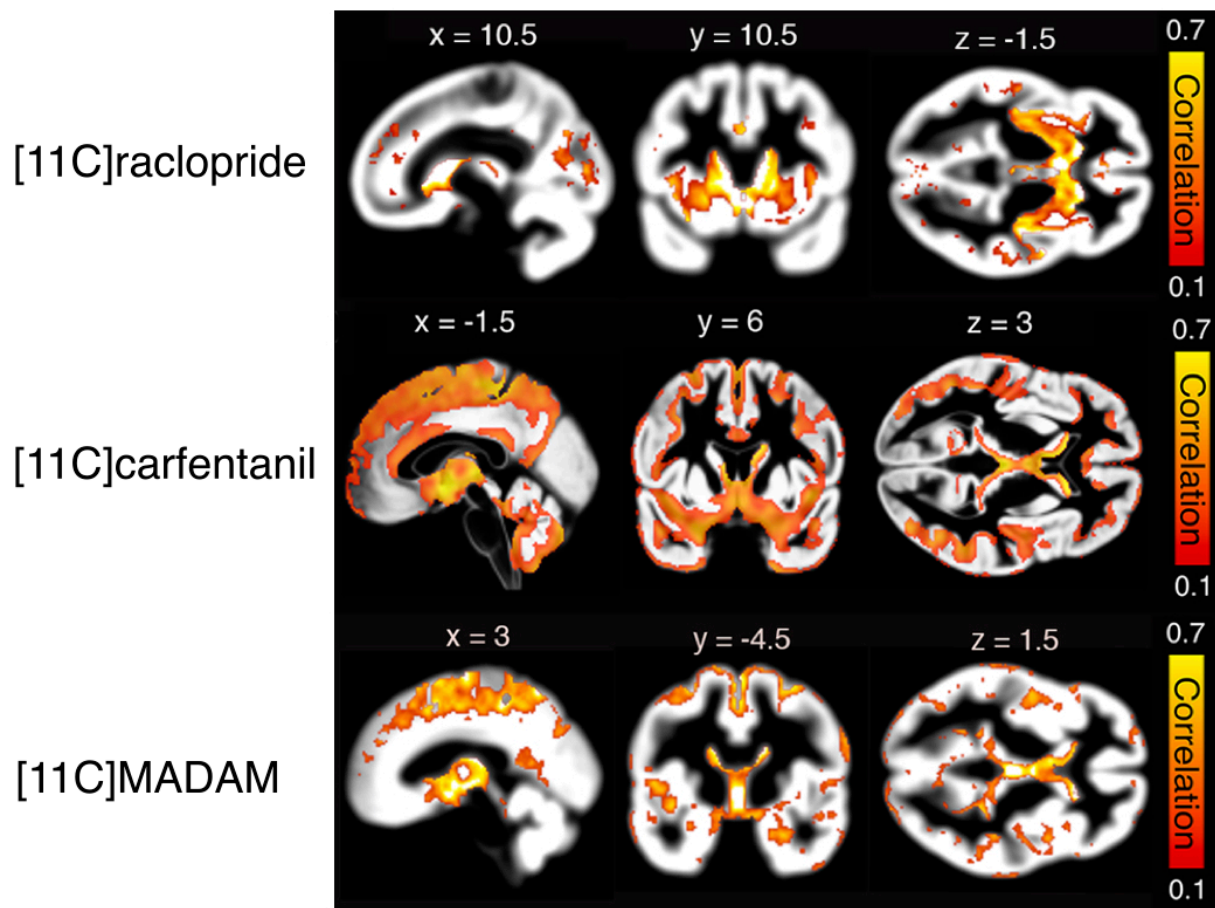 x = 10.5
y = 10.5
z = -1.5
0.7
[11C]raclopride
Correlation
0.1
x = -1.5
y = 6
z = 3
0.7
[11C]carfentanil
Correlation
0.1
x = 3
y = -4.5
z = 1.5
0.7
[11C]MADAM
Correlation
0.1